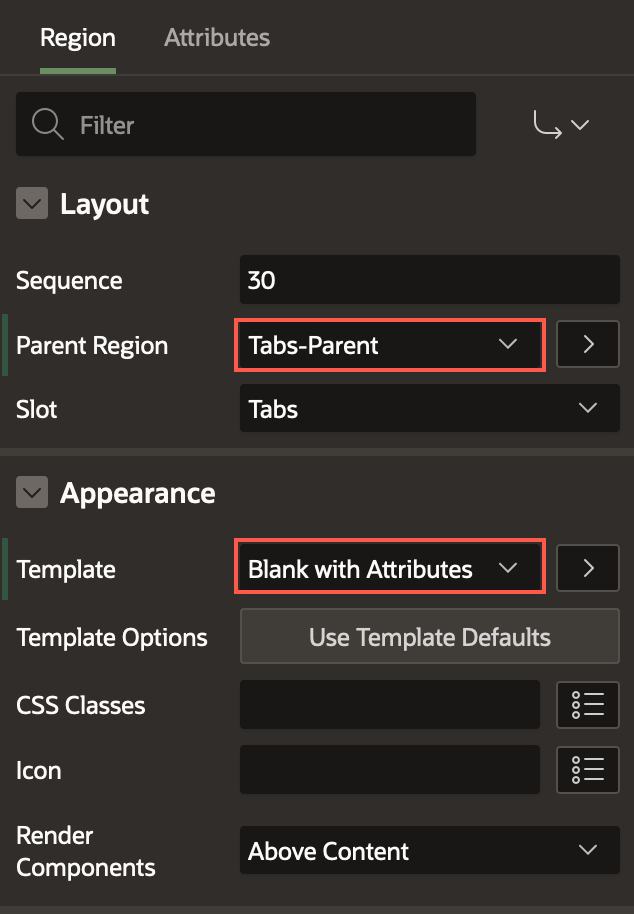 Region Attributes
Filter
Layout
Sequence 30
Parent Region Tabs-Parent
Slot Tabs
Appearance
Template Blank with Attributes
Template Options Use Template Defaults
CSS Classes
Icon
Render
Components Above Content